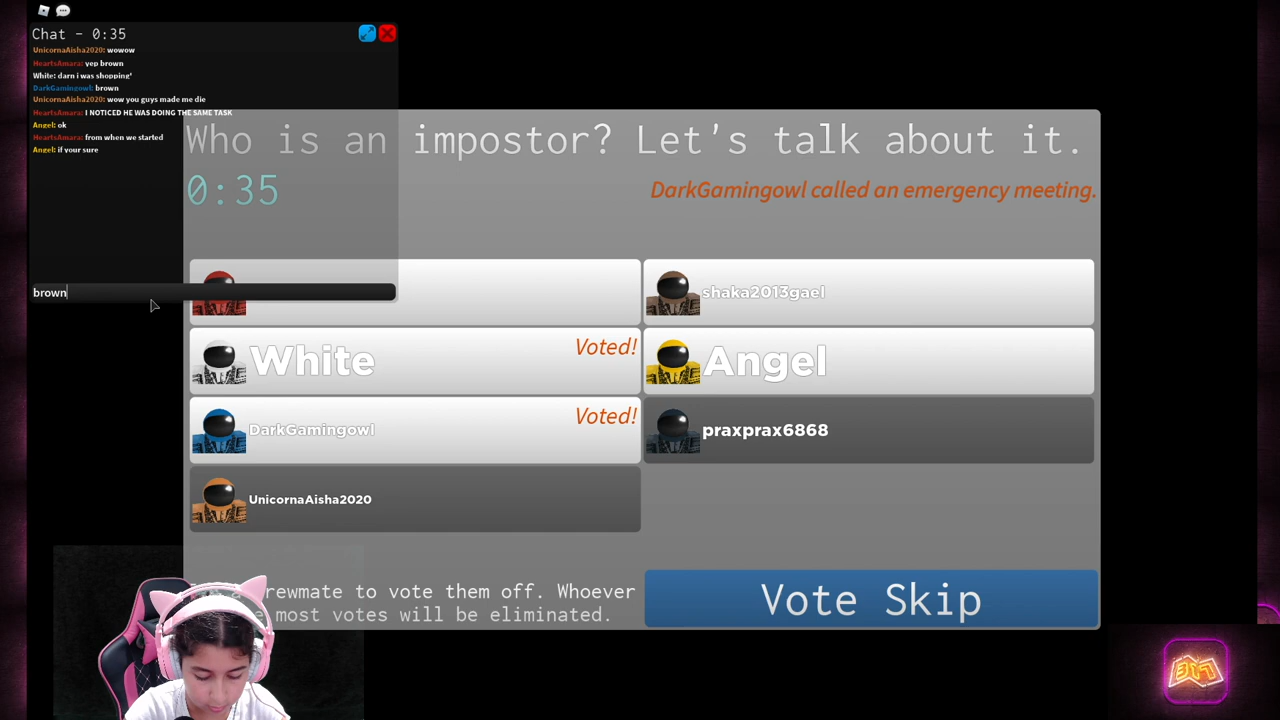 Chat - 0:35
UnicornaAisha2020: wowow
HeartsAmara: yep brown
White: darn i was shopping'
DarkGamingowl: brown
UnicornaAisha2020: wow you guys made me die
HeartsAmara: I NOTICED HE WAS DOING THE SAME TASK
Angel: ok
HeartsAmara: from when we started
Angel: if your sure
brown
Who is an impostor? Let's talk about it.
0:35
DarkGamingowl called an emergency meeting.
shaka2013gael
White
Voted!
Angel
DarkGamingowl
Voted!
praxprax6868
UnicornaAisha2020
rewmate to vote them off. Whoever
most votes will be eliminated.
Vote Skip